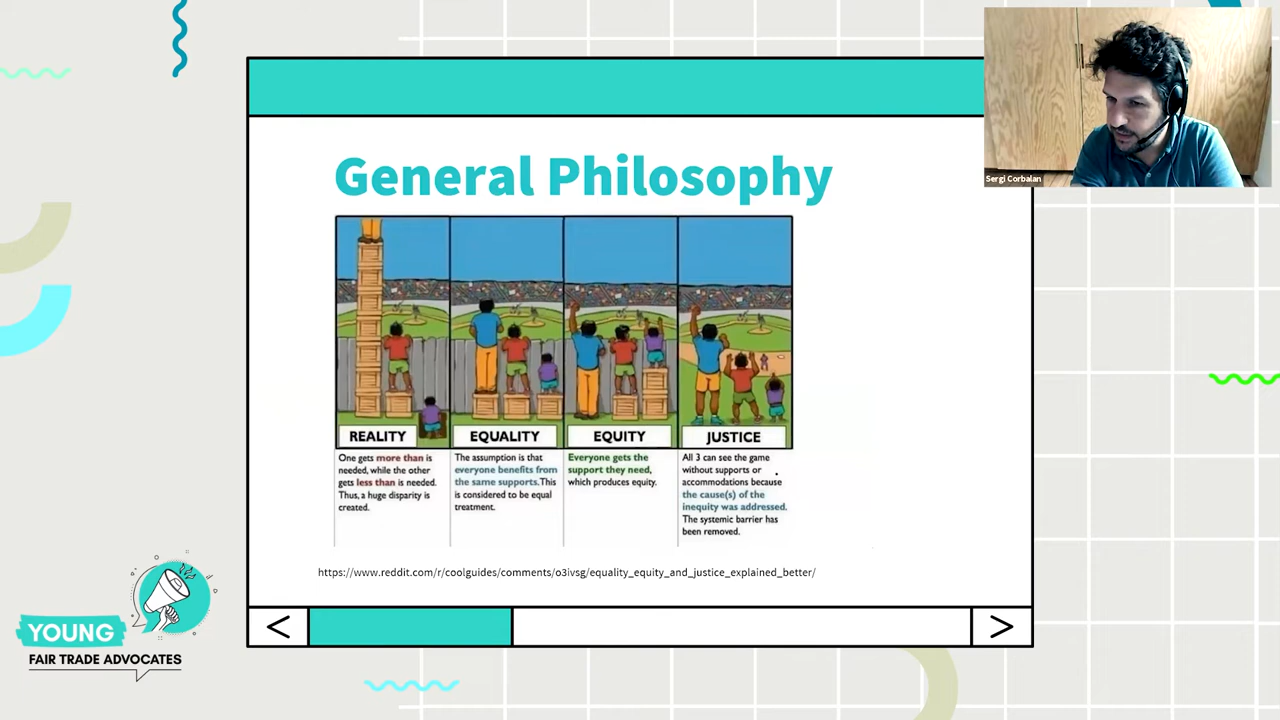 General Philosophy
Sergi Corbalan
REALITY
EQUALITY
EQUITY
JUSTICE
One gets more than is
needed, while the other
gets less than is needed.
Thus, a huge disparity is
created.
The assumption is that
everyone benefits from
the same supports. This
is considered to be equal
treatment.
Everyone gets the
support they need,
which produces equity.
All 3 can see the game
without supports or
accommodations because
the cause(s) of the
inequity was addressed.
The systemic barrier has
been removed.
https://www.reddit.com/r/coolguides/comments/o3ivsg/equality_equity_and_justice_explained_better/
< >
YOUNG
FAIR TRADE ADVOCATES